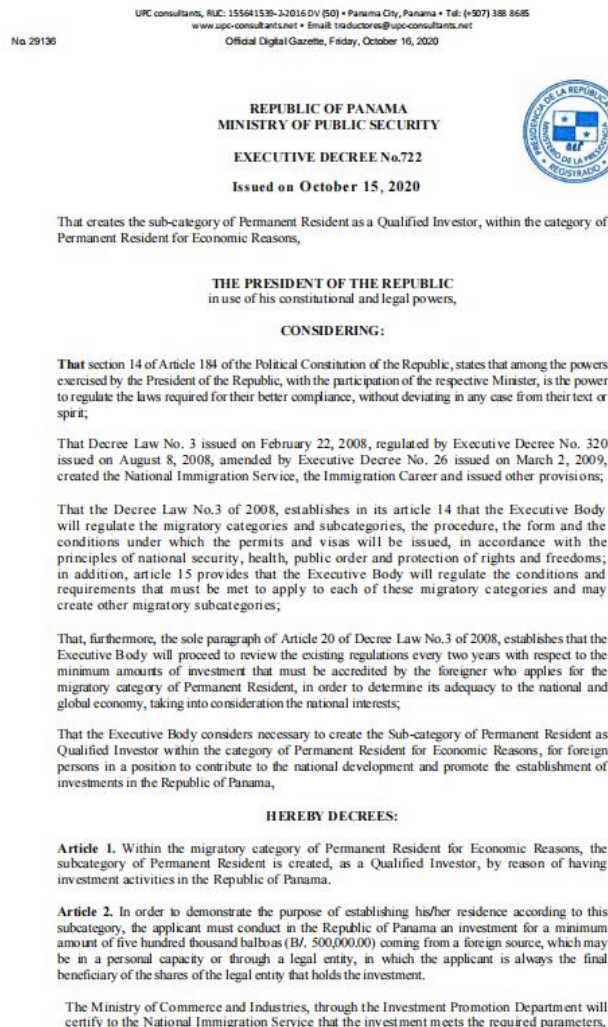 UPC consultants, RUC: 155641539-2-2016 DV (50) • Panama City, Panama • Tel: (+507) 388 8685
www.upc-consultants.net • Email: traductores@upc-consultants.net
No. 29136
Official Digital Gazette, Friday, October 16, 2020
REPUBLIC OF PANAMA
MINISTRY OF PUBLIC SECURITY
EXECUTIVE DECREE No.722
Issued on October 15, 2020
PRESIDENCIA DE LA REPÚBLICA
MINISTERIO DE LA PRESIDENCIA
REGISTRADO
That creates the sub-category of Permanent Resident as a Qualified Investor, within the category of
Permanent Resident for Economic Reasons,
THE PRESIDENT OF THE REPUBLIC
in use of his constitutional and legal powers,
CONSIDERING:
That section 14 of Article 184 of the Political Constitution of the Republic, states that among the powers
exercised by the President of the Republic, with the participation of the respective Minister, is the power
to regulate the laws required for their better compliance, without deviating in any case from their text or
spirit;
That Decree Law No. 3 issued on February 22, 2008, regulated by Executive Decree No. 320
issued on August 8, 2008, amended by Executive Decree No. 26 issued on March 2, 2009,
created the National Immigration Service, the Immigration Career and issued other provisions;
That the Decree Law No.3 of 2008, establishes in its article 14 that the Executive Body
will regulate the migratory categories and subcategories, the procedure, the form and the
conditions under which the permits and visas will be issued, in accordance with the
principles of national security, health, public order and protection of rights and freedoms;
in addition, article 15 provides that the Executive Body will regulate the conditions and
requirements that must be met to apply to each of these migratory categories and may
create other migratory subcategories;
That, furthermore, the sole paragraph of Article 20 of Decree Law No.3 of 2008, establishes that the
Executive Body will proceed to review the existing regulations every two years with respect to the
minimum amounts of investment that must be accredited by the foreigner who applies for the
migratory category of Permanent Resident, in order to determine its adequacy to the national and
global economy, taking into consideration the national interests;
That the Executive Body considers necessary to create the Sub-category of Permanent Resident as
Qualified Investor within the category of Permanent Resident for Economic Reasons, for foreign
persons in a position to contribute to the national development and promote the establishment of
investments in the Republic of Panama,
HEREBY DECREES:
Article 1. Within the migratory category of Permanent Resident for Economic Reasons, the
subcategory of Permanent Resident is created, as a Qualified Investor, by reason of having
investment activities in the Republic of Panama.
Article 2. In order to demonstrate the purpose of establishing his/her residence according to this
subcategory, the applicant must conduct in the Republic of Panama an investment for a minimum
amount of five hundred thousand balboas (B/. 500,000.00) coming from a foreign source, which may
be in a personal capacity or through a legal entity, in which the applicant is always the final
beneficiary of the shares of the legal entity that holds the investment.
The Ministry of Commerce and Industries, through the Investment Promotion Department will
certify to the National Immigration Service that the investment meets the required parameters,